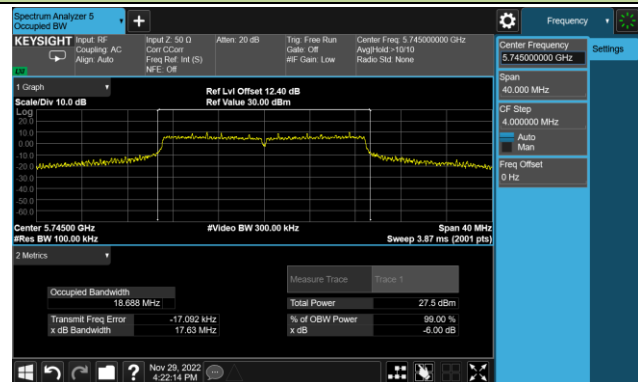 Spectrum Analyzer 5
Occupied BW
Frequency
KEYSIGHT
Input: RF
Coupling: AC
Align: Auto
Input Z: 50 Ω
Corr CCorr
Freq Ref: Int (S)
NFE: Off
Atten: 20 dB
Trig: Free Run
Gate: Off
#IF Gain: Low
Center Freq: 5.745000000 GHz
Avg|Hold:>10/10
Radio Std: None
Center Frequency
5.745000000 GHz
Settings
Span
40.000 MHz
CF Step
4.000000 MHz
Auto
Man
Freq Offset
0 Hz
1 Graph
Scale/Div 10.0 dB
Ref Lvl Offset 12.40 dB
Ref Value 30.00 dBm
Log
20.0
10.0
0.00
-10.0
-20.0
-30.0
-40.0
-50.0
-60.0
Center 5.74500 GHz
#Res BW 100.00 kHz
#Video BW 300.00 kHz
Span 40 MHz
Sweep 3.87 ms (2001 pts)
2 Metrics
Measure Trace
Trace 1
Occupied Bandwidth
18.688 MHz
Total Power
27.5 dBm
Transmit Freq Error
-17.092 kHz
% of OBW Power
99.00 %
x dB Bandwidth
17.63 MHz
x dB
-6.00 dB
Nov 29, 2022
4:22:14 PM